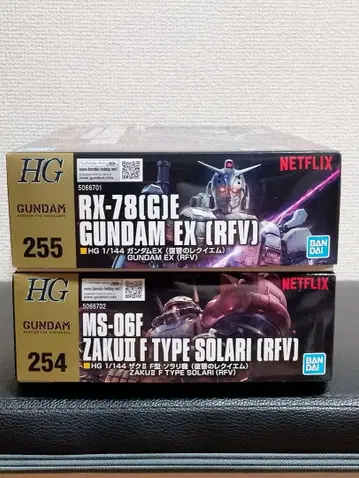 HG
GUNDAM
255
5066701
NETFLIX
RX-78(G)E
GUNDAM EX (RFV)
HG 1/144 ガンダムEX (復讐のレクイエム)
GUNDAM EX (RFV)
BANDAI
HG
GUNDAM
254
5066702
NETFLIX
MS-06F
ZAKUⅡ F TYPE SOLARI (RFV)
HG 1/144 ザクⅡ F型 ソラリ機 (復讐のレクイエム)
ZAKUⅡ F TYPE SOLARI (RFV)
BANDAI